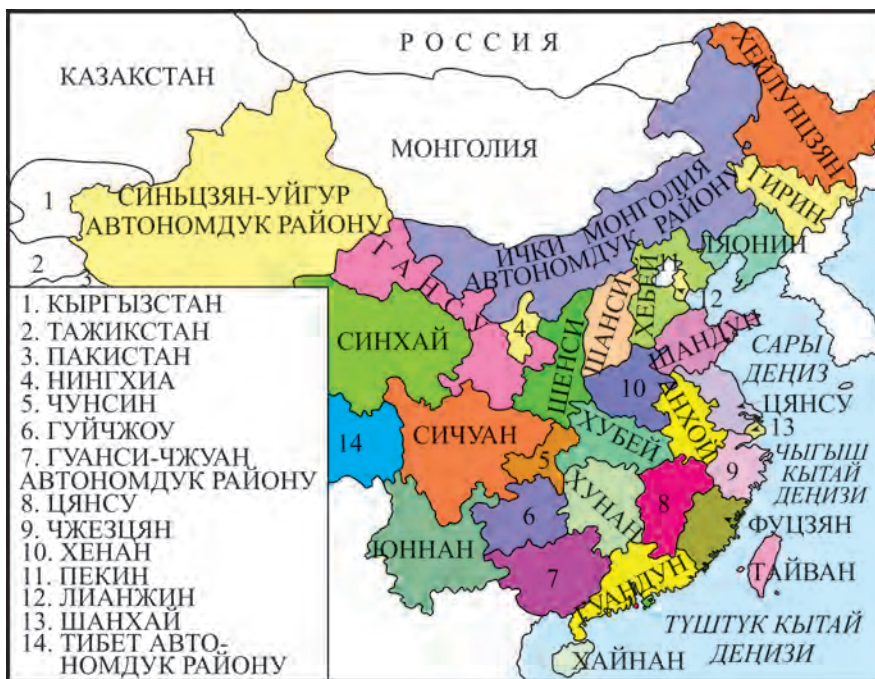 РОССИЯ
КАЗАКСТАН
МОНГОЛИЯ
ХЕЙЛУНЦЗЯН
ГИРИН
ЛЯОНИН
СИНЬЦЗЯН-УЙГУР
АВТОНОМДУК РАЙОНУ
1
2
ИЧКИ МОНГОЛИЯ
АВТОНОМДУК РАЙОНУ
ГАНСУ
4
СИНХАЙ
ШЕНСИ
ШАНСИ
ХЕБЕЙ
11
12
ШАНДУН
САРЫ
ДЕҢИЗ
10
ЦЯНСУ
13
АНХОЙ
14
СИЧУАН
5
ХУБЕЙ
9
ЧЫГЫШ
КЫТАЙ
ДЕҢИЗИ
6
ХУНАН
8
ФУЦЗЯН
ЮННАН
7
ГУАНДУН
ТАЙВАН
ТҮШТҮК КЫТАЙ
ДЕҢИЗИ
ХАЙНАН
1. КЫРГЫЗСТАН
2. ТАЖИКСТАН
3. ПАКИСТАН
4. НИНГХИА
5. ЧУНСИН
6. ГУЙЧЖОУ
7. ГУАНСИ-ЧЖУАН
АВТОНОМДУК РАЙОНУ
8. ЦЯНСУ
9. ЧЖЕЗЦЯН
10. ХЕНАН
11. ПЕКИН
12. ЛИАНЖИН
13. ШАНХАЙ
14. ТИБЕТ АВТО-
НОМДУК РАЙОНУ